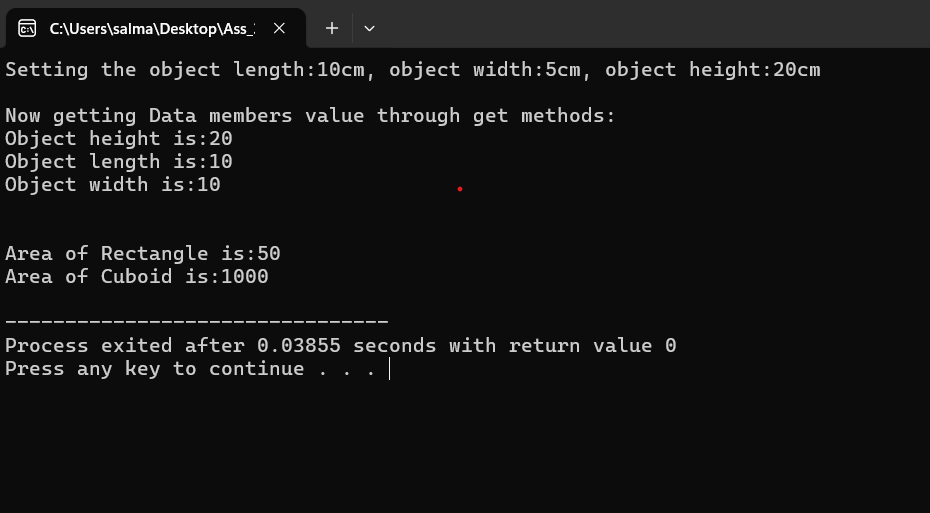 C:\Users\salma\Desktop\Ass_
Setting the object length:10cm, object width:5cm, object height:20cm
Now getting Data members value through get methods:
Object height is:20
Object length is:10
Object width is:10
Area of Rectangle is:50
Area of Cuboid is:1000
--------------------------------
Process exited after 0.03855 seconds with return value 0
Press any key to continue . . .